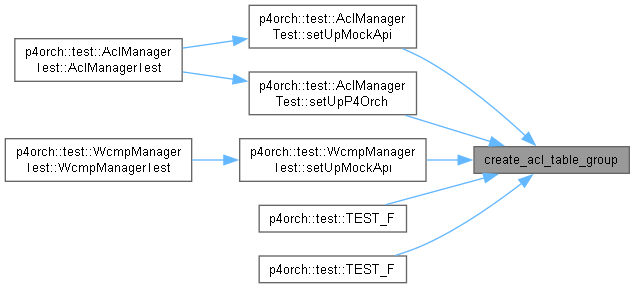 p4orch::test::AclManager
Test::AclManagerTest
p4orch::test::AclManager
Test::setUpMockApi
p4orch::test::AclManager
Test::setUpP4Orch
p4orch::test::WcmpManager
Test::WcmpManagerTest
p4orch::test::WcmpManager
Test::setUpMockApi
create_acl_table_group
p4orch::test::TEST_F
p4orch::test::TEST_F